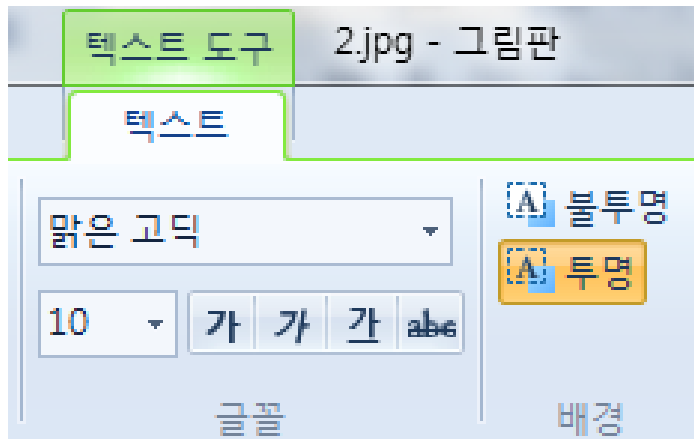 텍스트 도구 2.jpg - 그림판
텍스트
맑은 고딕
불투명
투명
10 가 가 가 abc
글꼴 배경